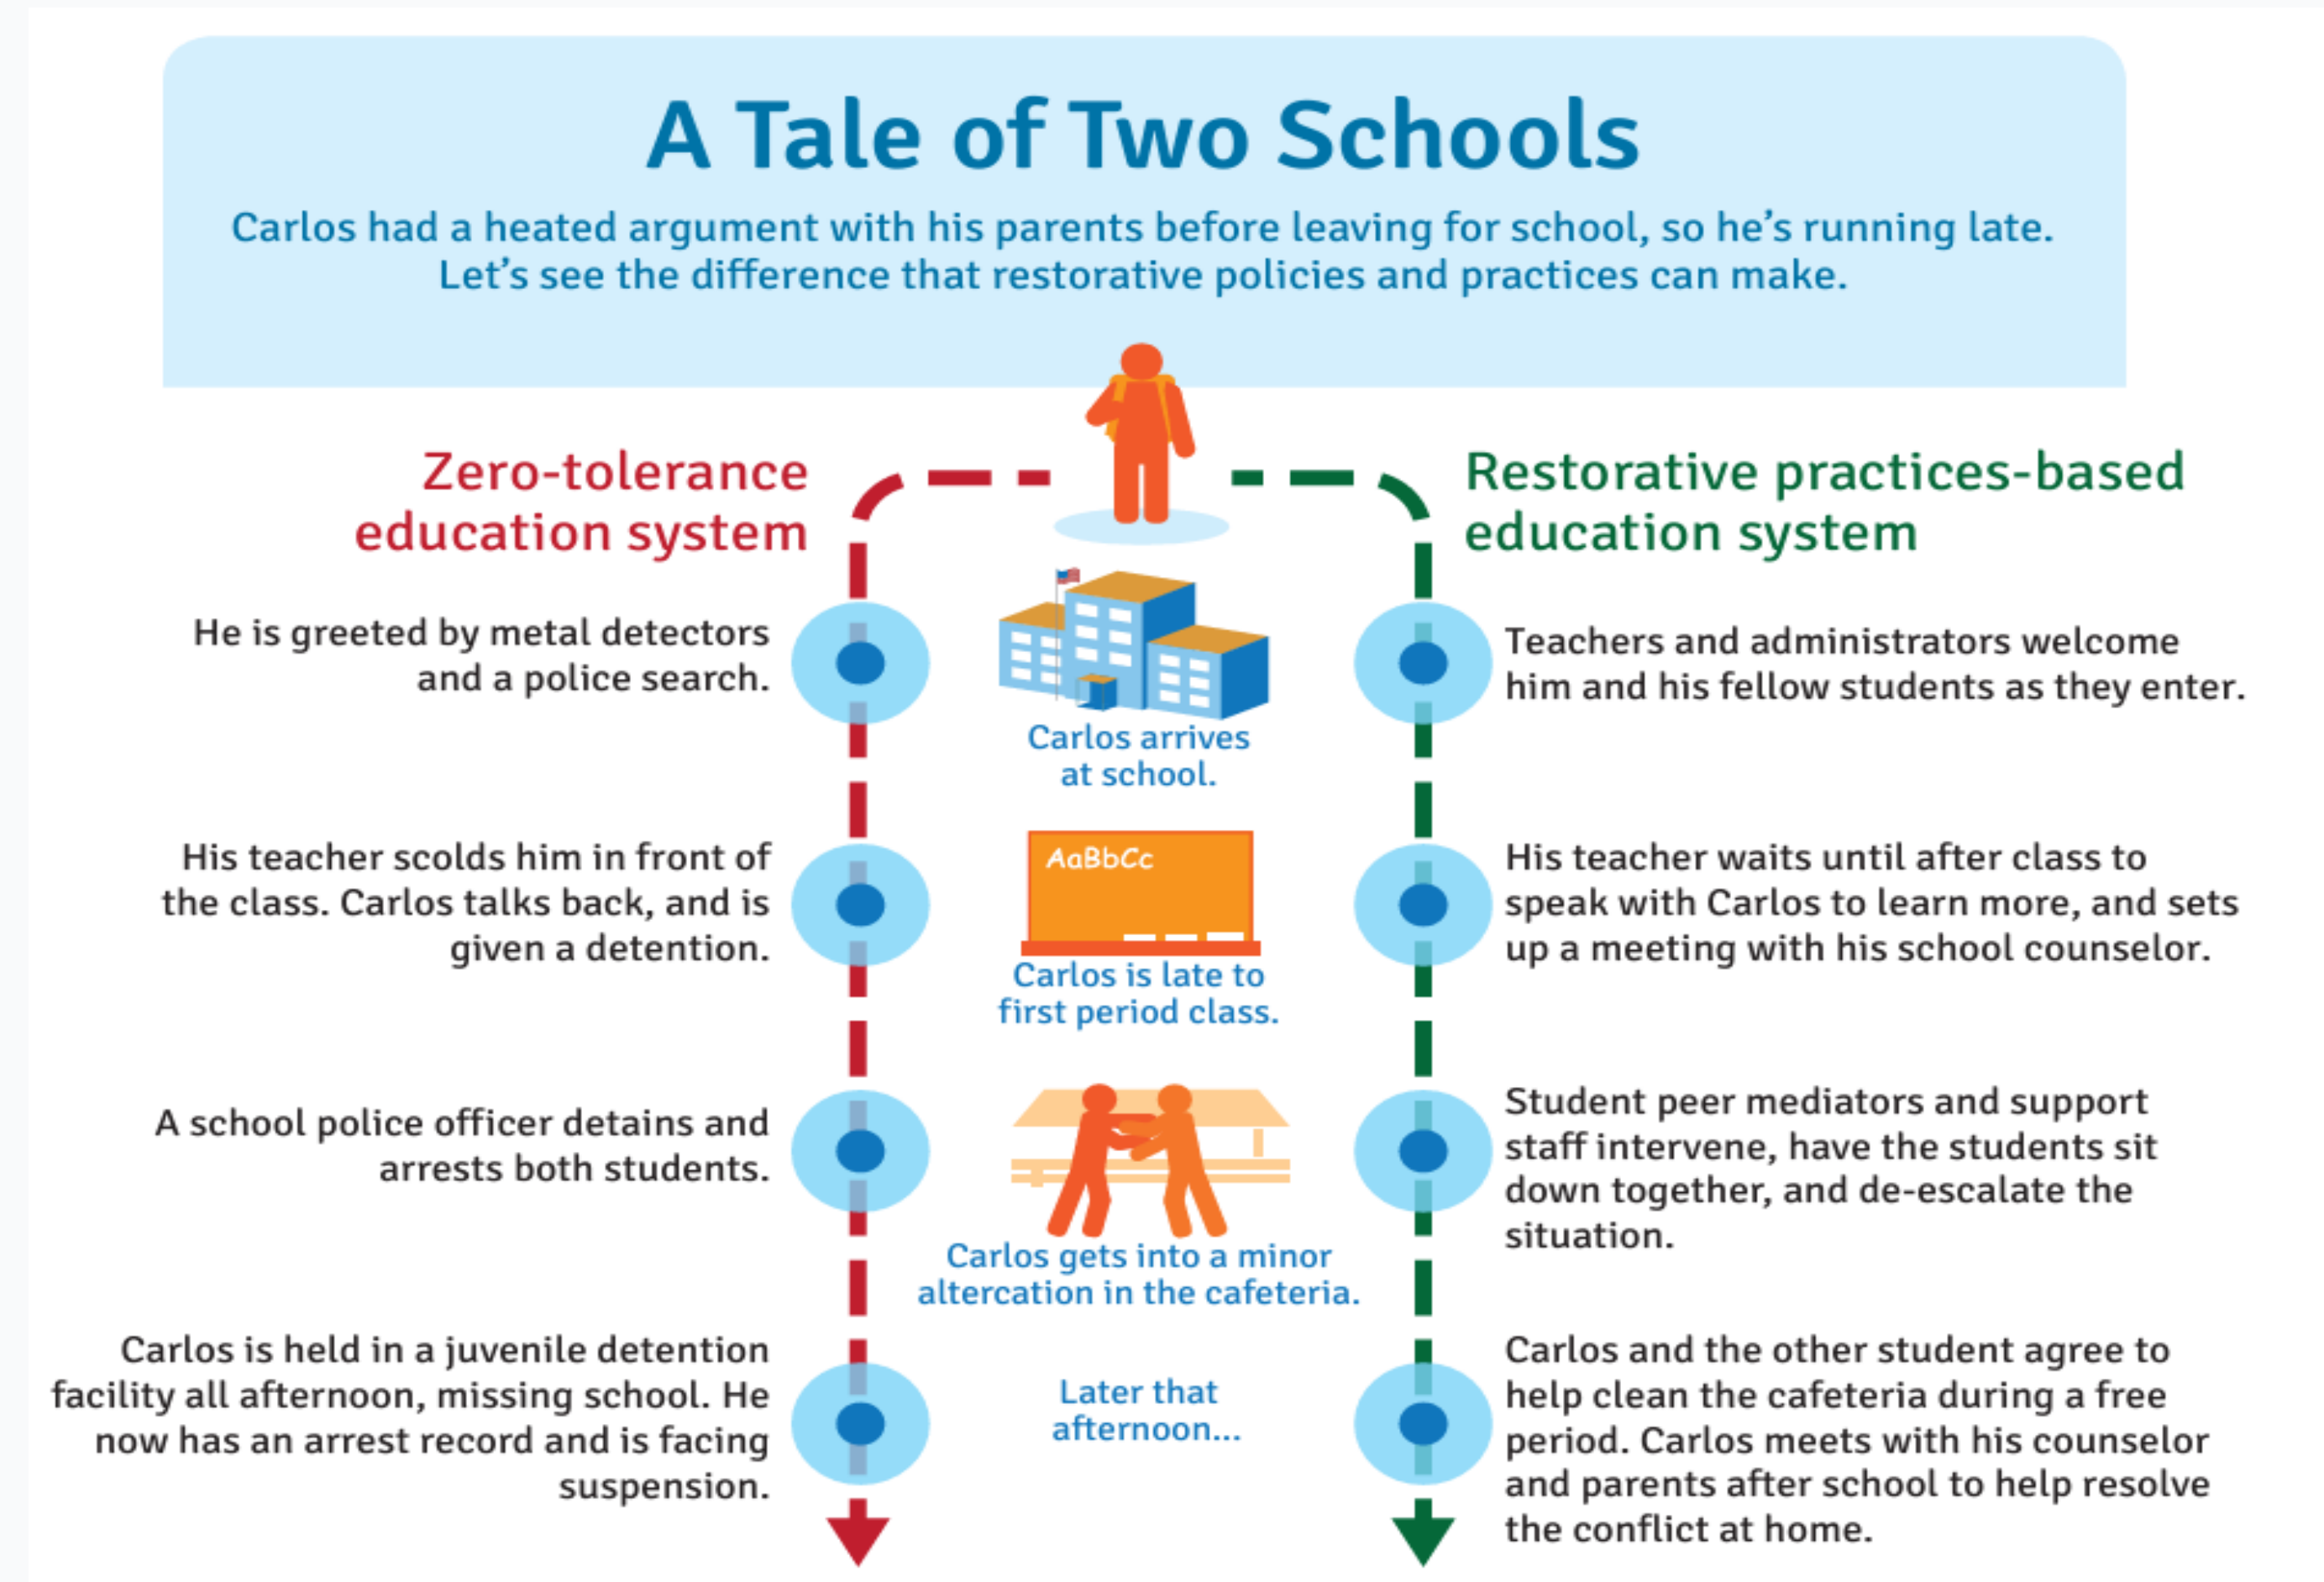 A Tale of Two Schools
Carlos had a heated argument with his parents before leaving for school, so he’s running late.
Let’s see the difference that restorative policies and practices can make.
Zero-tolerance
education system
Restorative practices-based
education system
He is greeted by metal detectors
and a police search.
Carlos arrives
at school.
Teachers and administrators welcome
him and his fellow students as they enter.
His teacher scolds him in front of
the class. Carlos talks back, and is
given a detention.
AaBbCc
Carlos is late to
first period class.
His teacher waits until after class to
speak with Carlos to learn more, and sets
up a meeting with his school counselor.
A school police officer detains and
arrests both students.
Carlos gets into a minor
altercation in the cafeteria.
Student peer mediators and support
staff intervene, have the students sit
down together, and de-escalate the
situation.
Carlos is held in a juvenile detention
facility all afternoon, missing school. He
now has an arrest record and is facing
suspension.
Later that
afternoon...
Carlos and the other student agree to
help clean the cafeteria during a free
period. Carlos meets with his counselor
and parents after school to help resolve
the conflict at home.